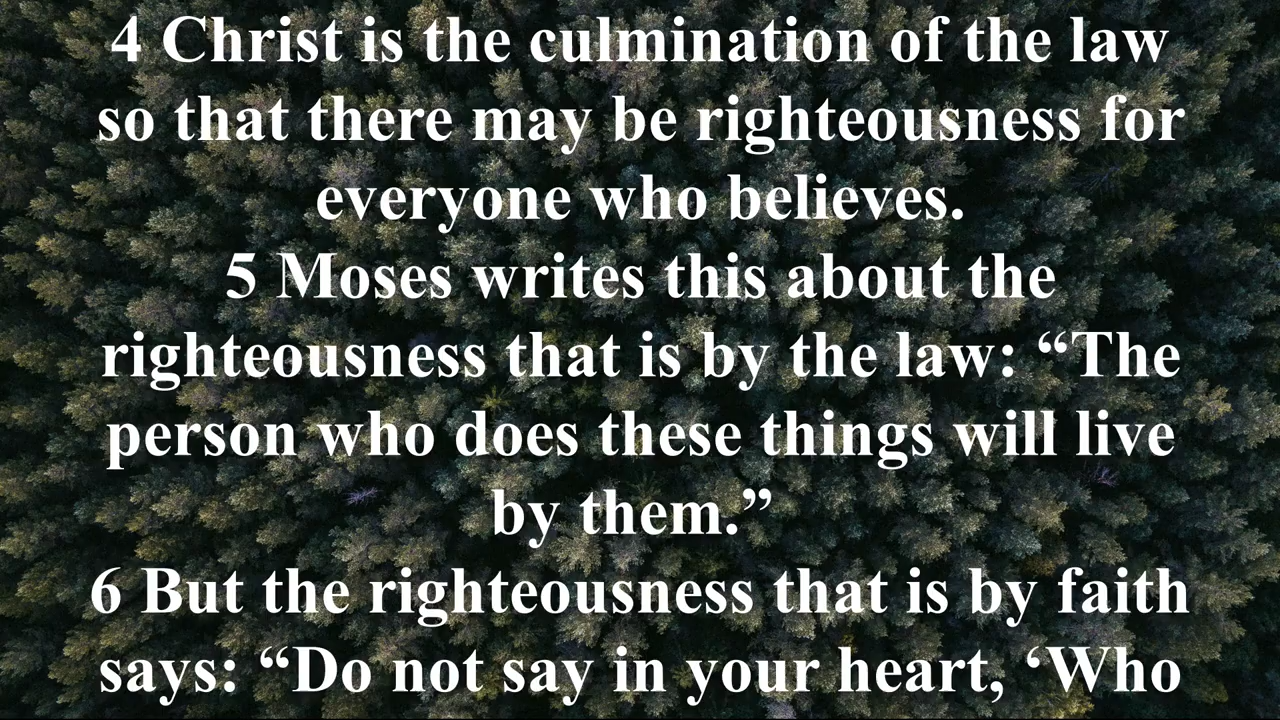 4 Christ is the culmination of the law
so that there may be righteousness for
everyone who believes.
5 Moses writes this about the
righteousness that is by the law: “The
person who does these things will live
by them.”
6 But the righteousness that is by faith
says: “Do not say in your heart, ‘Who